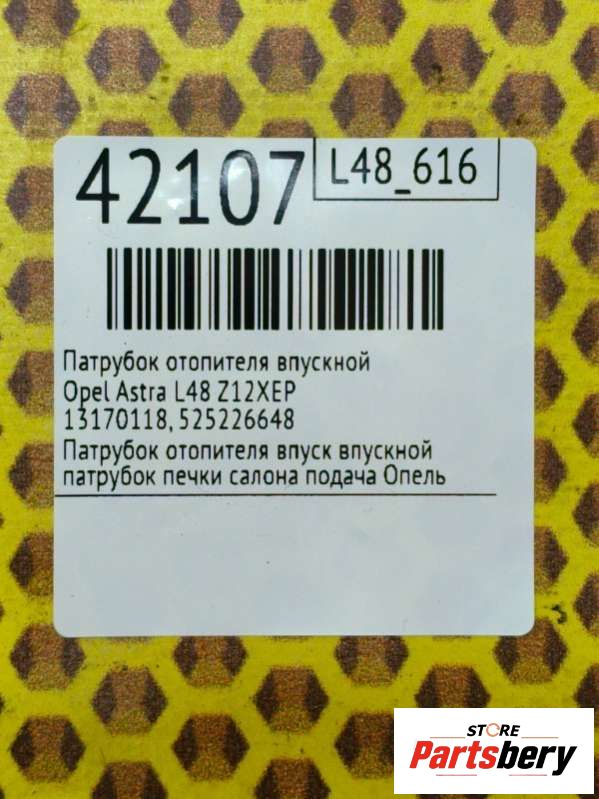 42107
L48_616
Патрубок отопителя впускной
Opel Astra L48 Z12XEP
13170118, 525226648
Патрубок отопителя впуск впускной
патрубок печки салона подача Опель
STORE
Partsbery